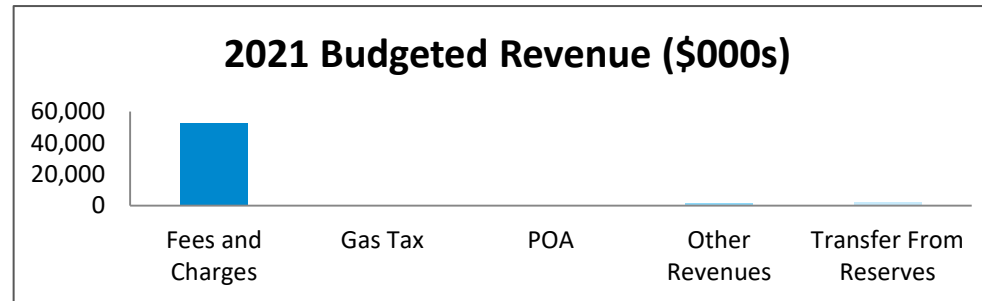 2021 Budgeted Revenue ($000s)
60,000
40,000
20,000
0
Fees and
Charges
Gas Tax
POA
Other
Revenues
Transfer From
Reserves